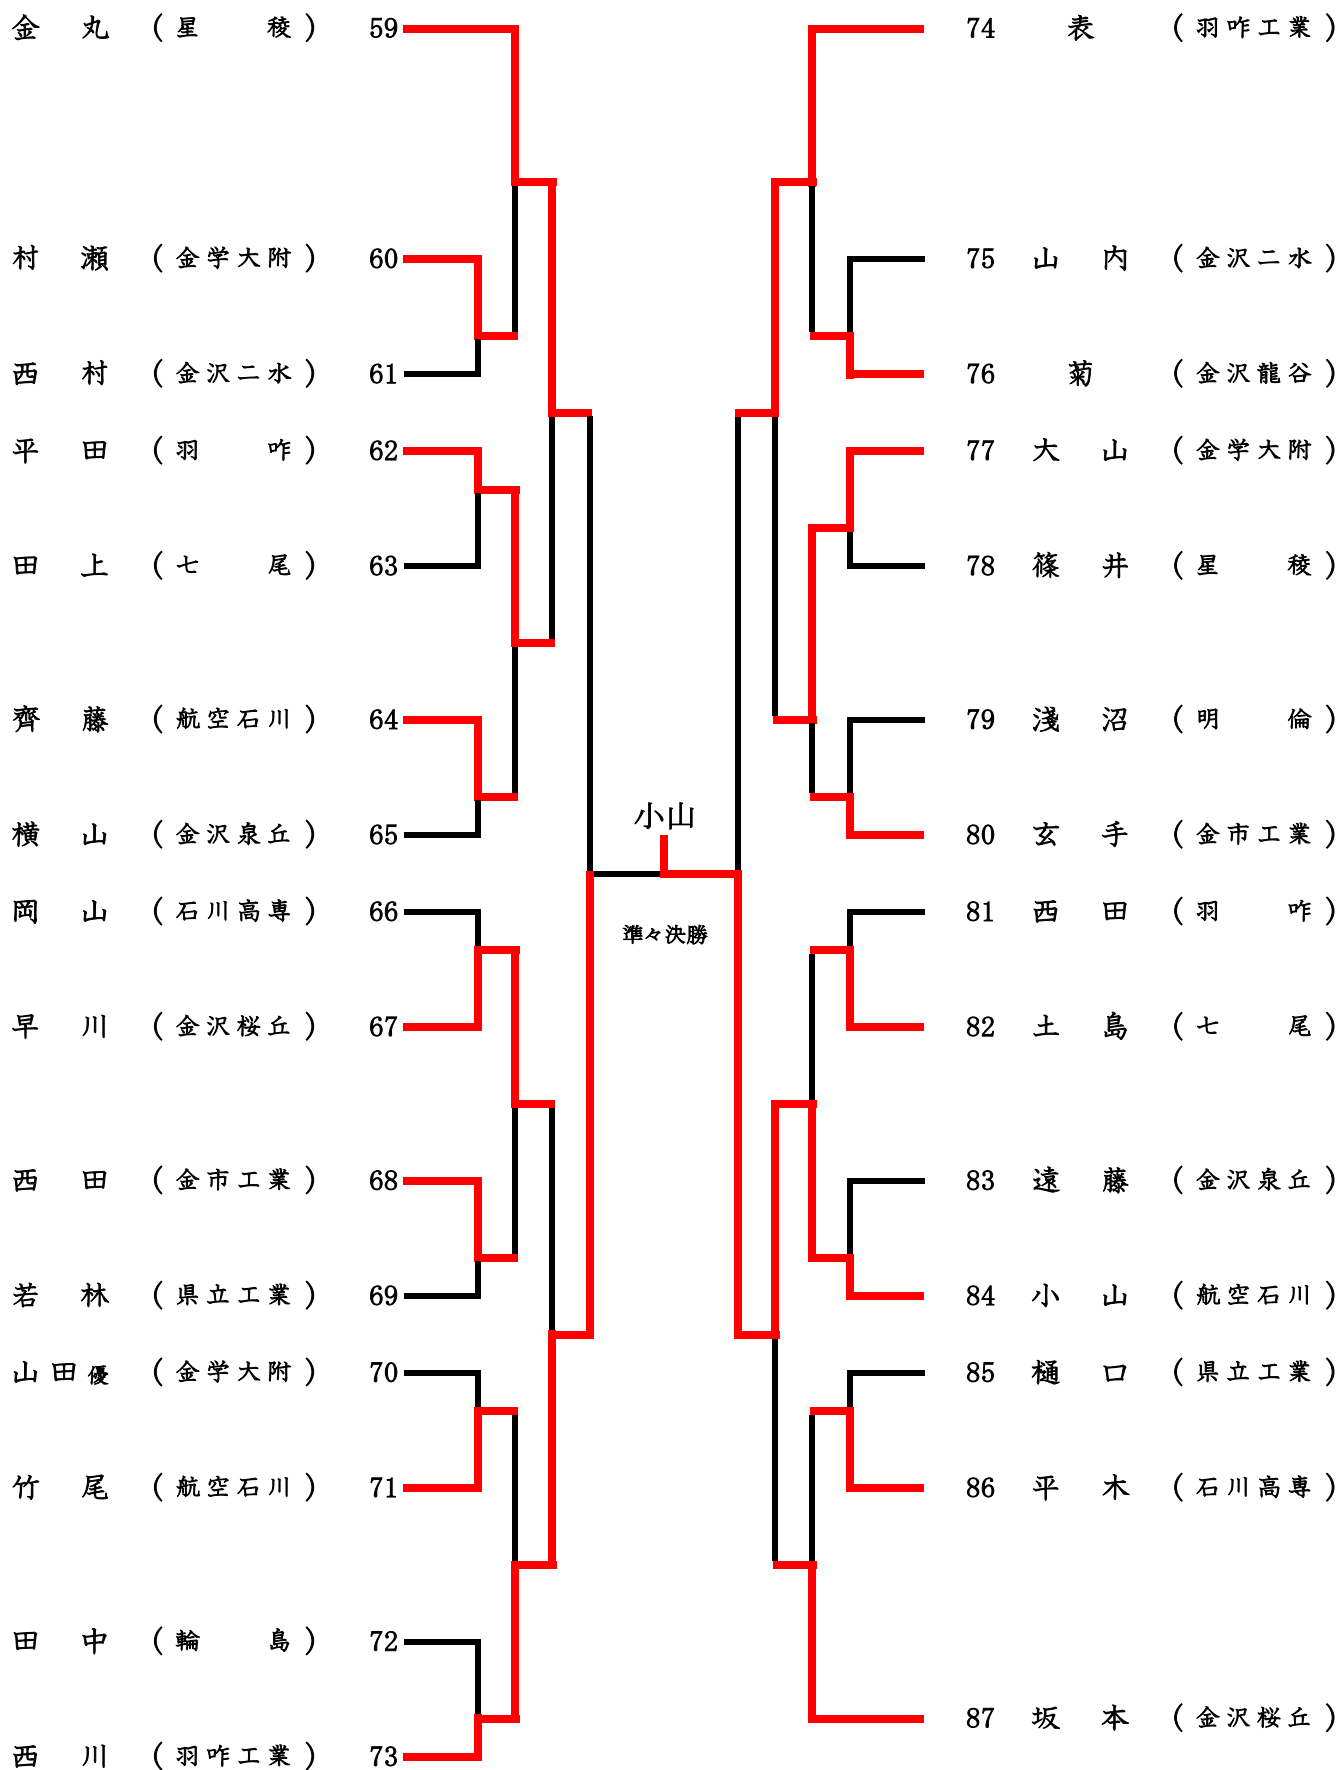 金 丸 ( 星 稜 ) 59
村 瀬 ( 金学大附 ) 60
西 村 ( 金沢二水 ) 61
平 田 ( 羽 咋 ) 62
田 上 ( 七 尾 ) 63
齊 藤 ( 航空石川 ) 64
横 山 ( 金沢泉丘 ) 65
岡 山 ( 石川高専 ) 66
早 川 ( 金沢桜丘 ) 67
西 田 ( 金市工業 ) 68
若 林 ( 県立工業 ) 69
山田優 ( 金学大附 ) 70
竹 尾 ( 航空石川 ) 71
田 中 ( 輪 島 ) 72
西 川 ( 羽咋工業 ) 73
小山
準々決勝
74 表 ( 羽咋工業 )
75 山 内 ( 金沢二水 )
76 菊 ( 金沢龍谷 )
77 大 山 ( 金学大附 )
78 篠 井 ( 星 稜 )
79 淺 沼 ( 明 倫 )
80 玄 手 ( 金市工業 )
81 西 田 ( 羽 咋 )
82 土 島 ( 七 尾 )
83 遠 藤 ( 金沢泉丘 )
84 小 山 ( 航空石川 )
85 樋 口 ( 県立工業 )
86 平 木 ( 石川高専 )
87 坂 本 ( 金沢桜丘 )